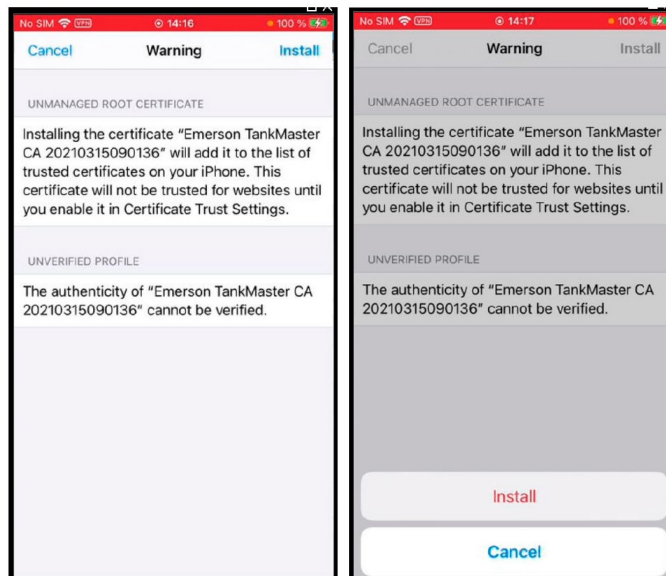 No SIM VPN 14:16 100 %
Cancel Warning Install
UNMANAGED ROOT CERTIFICATE
Installing the certificate “Emerson TankMaster
CA 20210315090136” will add it to the list of
trusted certificates on your iPhone. This
certificate will not be trusted for websites until
you enable it in Certificate Trust Settings.
UNVERIFIED PROFILE
The authenticity of “Emerson TankMaster CA
20210315090136” cannot be verified.
No SIM VPN 14:17 100 %
Cancel Warning Install
UNMANAGED ROOT CERTIFICATE
Installing the certificate “Emerson TankMaster
CA 20210315090136” will add it to the list of
trusted certificates on your iPhone. This
certificate will not be trusted for websites until
you enable it in Certificate Trust Settings.
UNVERIFIED PROFILE
The authenticity of “Emerson TankMaster CA
20210315090136” cannot be verified.
Install
Cancel